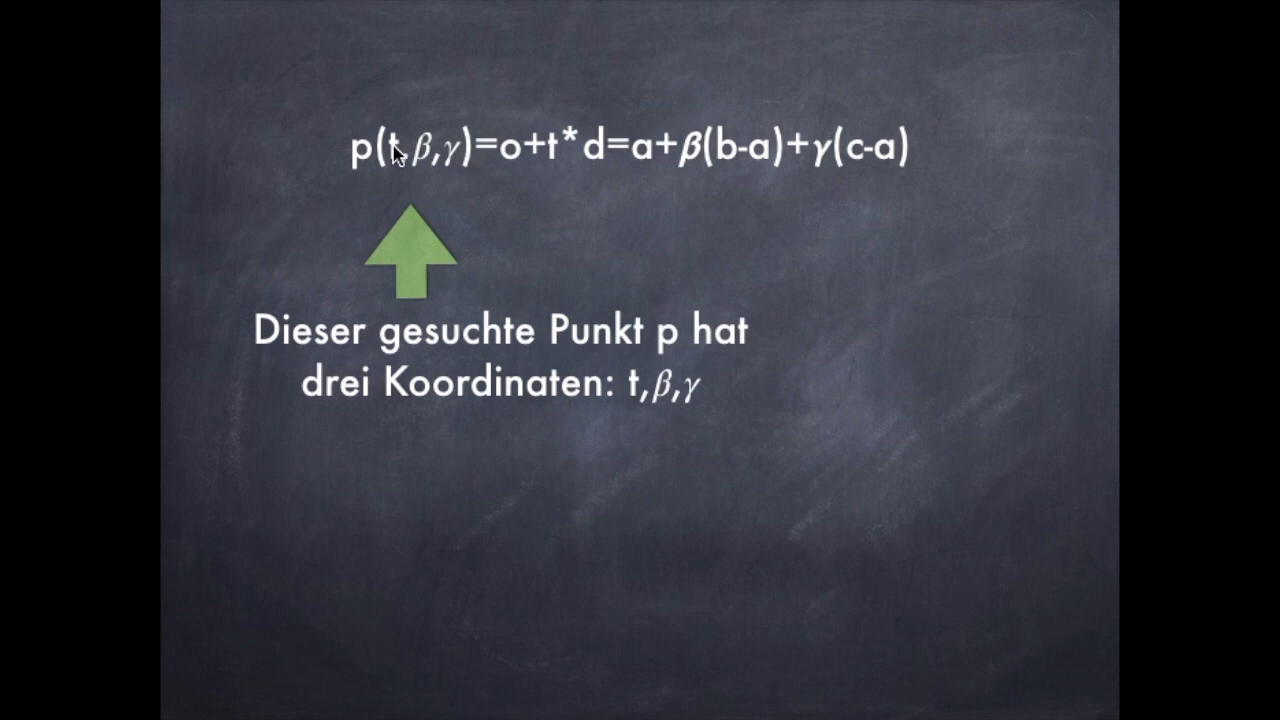 p(t,β,γ)=o+t*d=a+β(b-a)+γ(c-a)
Dieser gesuchte Punkt p hat
drei Koordinaten: t,β,γ